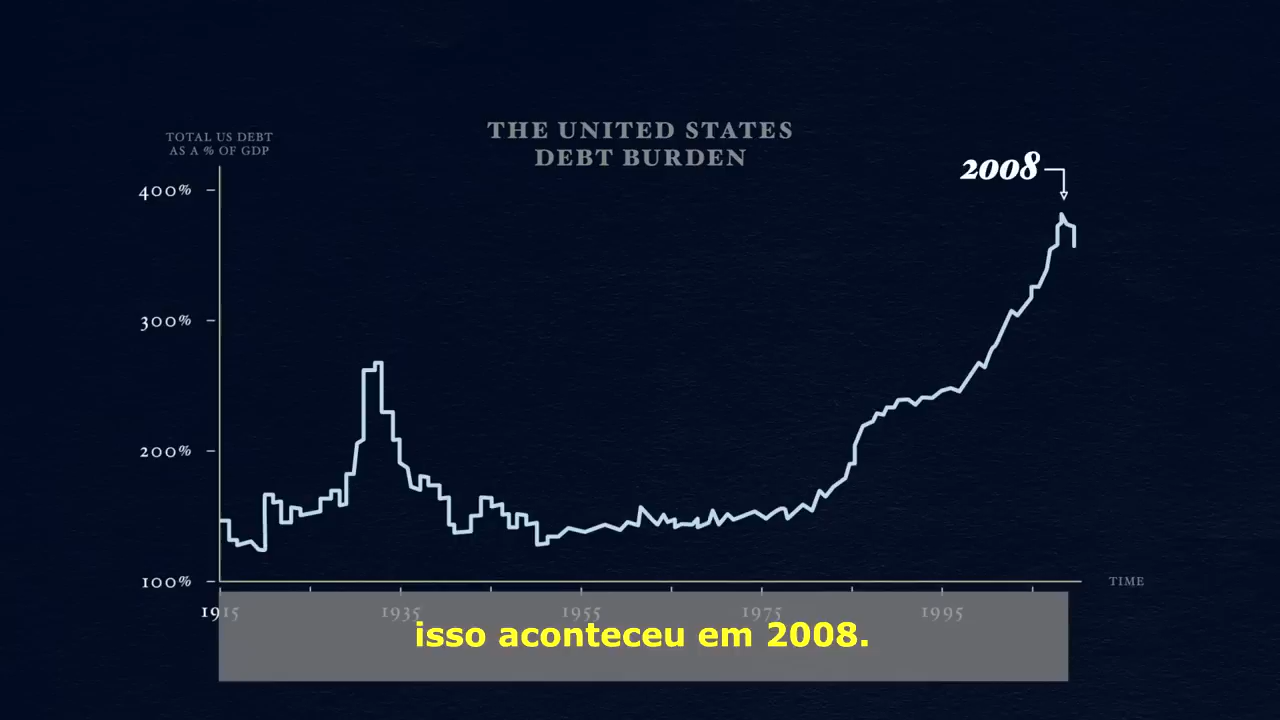 THE UNITED STATES
DEBT BURDEN
TOTAL US DEBT
AS A % OF GDP
2008
400%
300%
200%
100%
TIME
1915 1935 1955 1975 1995
isso aconteceu em 2008.